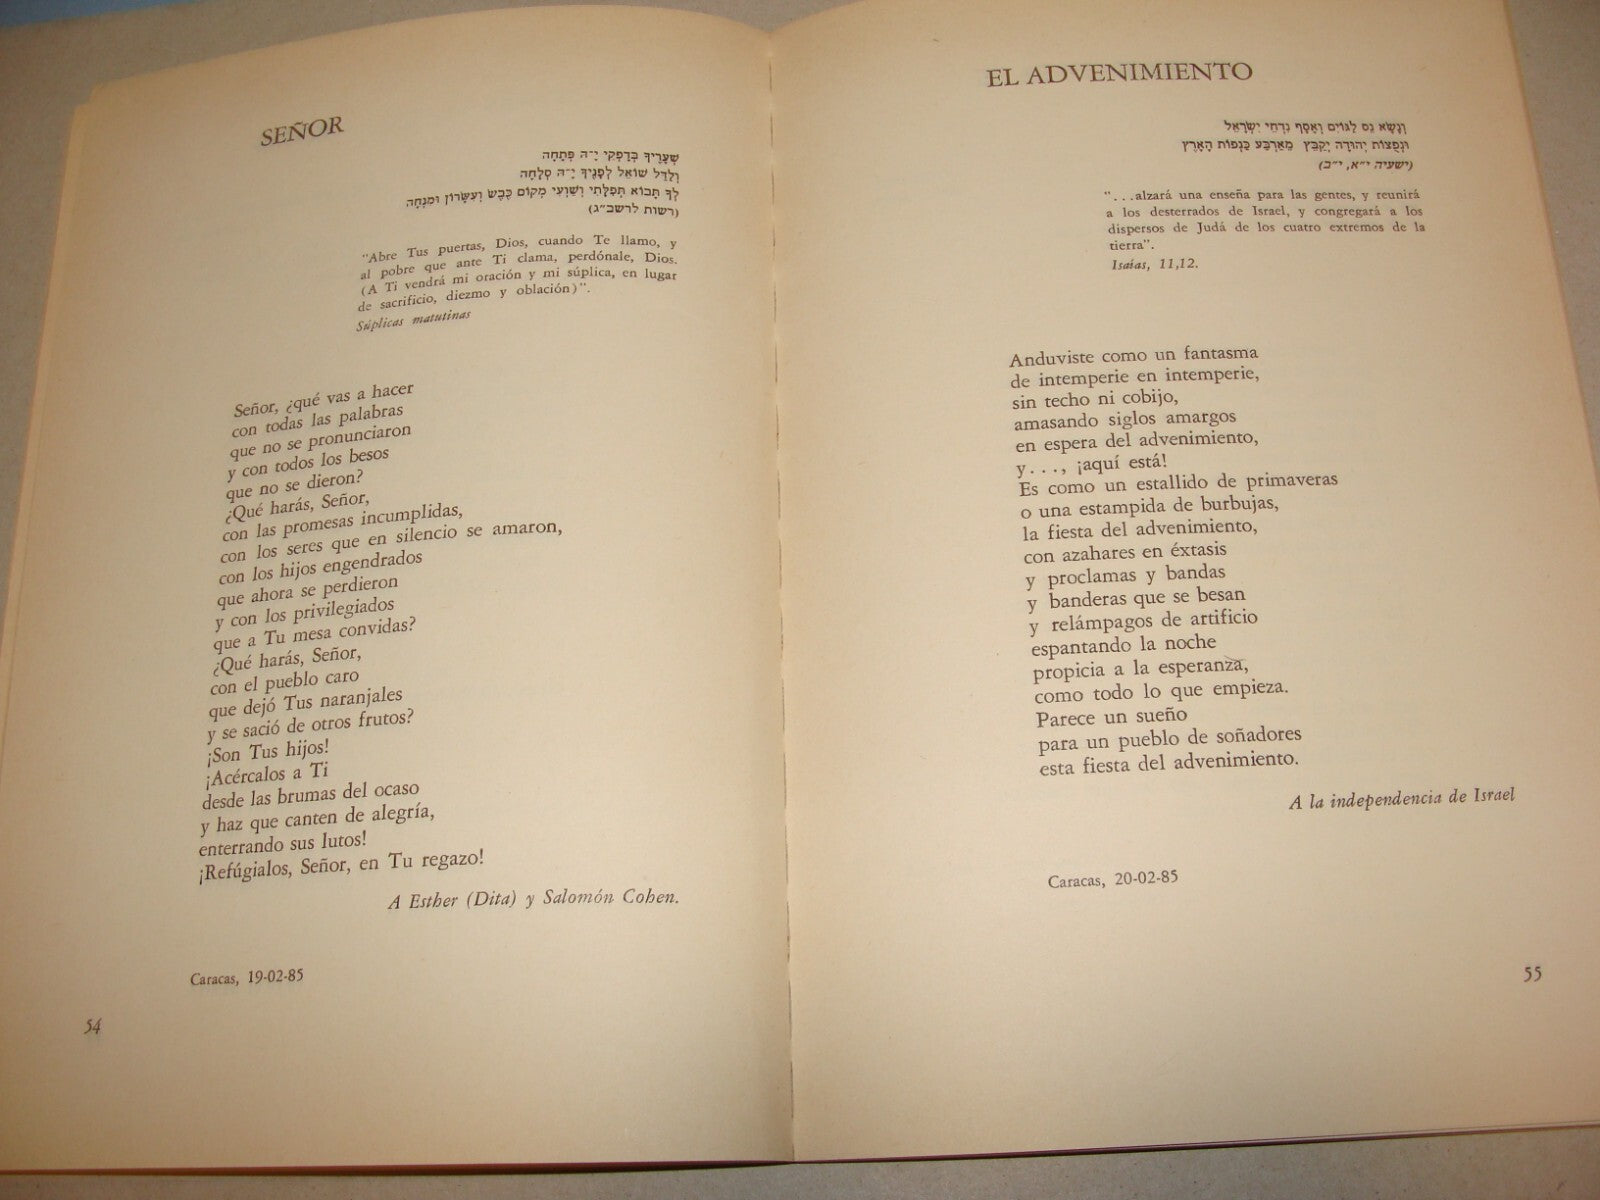 SEÑOR
שְׁעָרֶיךָ בְּדָפְקִי יָ־הּ פְּתָחָה
וְלַדַּל שׁוֹאֵל לְפָנֶיךָ יָ־הּ סְלָחָה
לְךָ תָּבוֹא תְּפִלָּתִי וְשַׁוְעִי מְקוֹם כֶּבֶשׂ וְעִשָּׂרוֹן וּמִנְחָה
(רשות לרשב״ג)
"Abre Tus puertas, Dios, cuando Te llamo, y
al pobre que ante Ti clama, perdónale, Dios.
(A Ti vendrá mi oración y mi súplica, en lugar
de sacrificio, diezmo y oblación)".
Súplicas matutinas
Señor, ¿qué vas a hacer
con todas las palabras
que no se pronunciaron
y con todos los besos
que no se dieron?
¿Qué harás, Señor,
con las promesas incumplidas,
con los seres que en silencio se amaron,
con los hijos engendrados
que ahora se perdieron
y con los privilegiados
que a Tu mesa convidas?
¿Qué harás, Señor,
con el pueblo caro
que dejó Tus naranjales
y se sació de otros frutos?
¡Son Tus hijos!
¡Acércalos a Ti
desde las brumas del ocaso
y haz que canten de alegría,
enterrando sus lutos!
¡Refúgialos, Señor, en Tu regazo!
A Esther (Dita) y Salomón Cohen.
Caracas, 19-02-85
54
EL ADVENIMIENTO
וְנָשָׂא נֵס לַגּוֹיִם וְאָסַף נִדְחֵי יִשְׂרָאֵל
וּנְפֻצוֹת יְהוּדָה יְקַבֵּץ מֵאַרְבַּע כַּנְפוֹת הָאָרֶץ
(ישעיה י״א, י״ב)
"...alzará una enseña para las gentes, y reunirá
a los desterrados de Israel, y congregará a los
dispersos de Judá de los cuatro extremos de la
tierra".
Isaías, 11,12.
Anduviste como un fantasma
de intemperie en intemperie,
sin techo ni cobijo,
amasando siglos amargos
en espera del advenimiento,
y..., ¡aquí está!
Es como un estallido de primaveras
o una estampida de burbujas,
la fiesta del advenimiento,
con azahares en éxtasis
y proclamas y bandas
y banderas que se besan
y relámpagos de artificio
espantando la noche
propicia a la esperanza,
como todo lo que empieza.
Parece un sueño
para un pueblo de soñadores
esta fiesta del advenimiento.
A la independencia de Israel
Caracas, 20-02-85
55